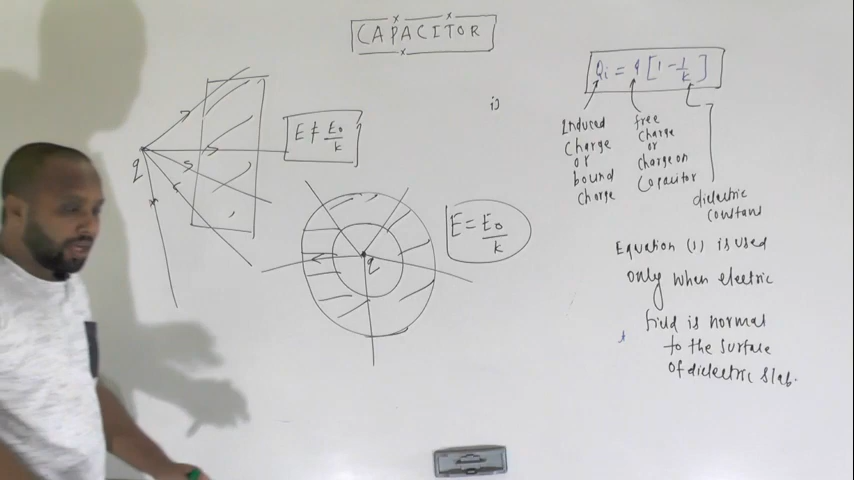 CAPACITOR
Qi = q [1 - 1/k]
i)
q
E ≠ E0/k
q
E = E0/k
Induced
Charge
or
bound
Charge
free
Charge
or
Charge on
Capacitor
dielectric
constant
Equation (1) is used
only when electric
field is normal
to the surface
of dielectric slab.